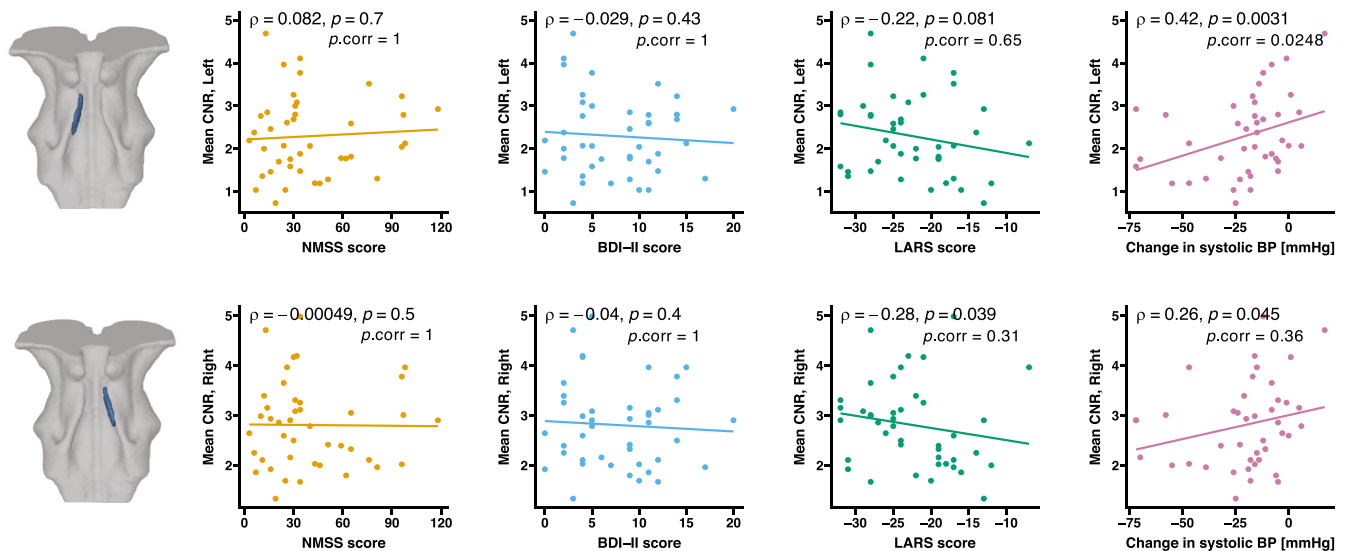 ρ = 0.082, p = 0.7
p.corr = 1
Mean CNR, Left
5
4
3
2
1
0 30 60 90 120
NMSS score
ρ = −0.029, p = 0.43
p.corr = 1
Mean CNR, Left
5
4
3
2
1
0 5 10 15 20
BDI−II score
ρ = −0.22, p = 0.081
p.corr = 0.65
Mean CNR, Left
5
4
3
2
1
−30 −25 −20 −15 −10
LARS score
ρ = 0.42, p = 0.0031
p.corr = 0.0248
Mean CNR, Left
5
4
3
2
1
−75 −50 −25 0
Change in systolic BP [mmHg]
ρ = −0.00049, p = 0.5
p.corr = 1
Mean CNR, Right
5
4
3
2
0 30 60 90 120
NMSS score
ρ = −0.04, p = 0.4
p.corr = 1
Mean CNR, Right
5
4
3
2
0 5 10 15 20
BDI−II score
ρ = −0.28, p = 0.039
p.corr = 0.31
Mean CNR, Right
5
4
3
2
−30 −25 −20 −15 −10
LARS score
ρ = 0.26, p = 0.045
p.corr = 0.36
Mean CNR, Right
5
4
3
2
−75 −50 −25 0
Change in systolic BP [mmHg]